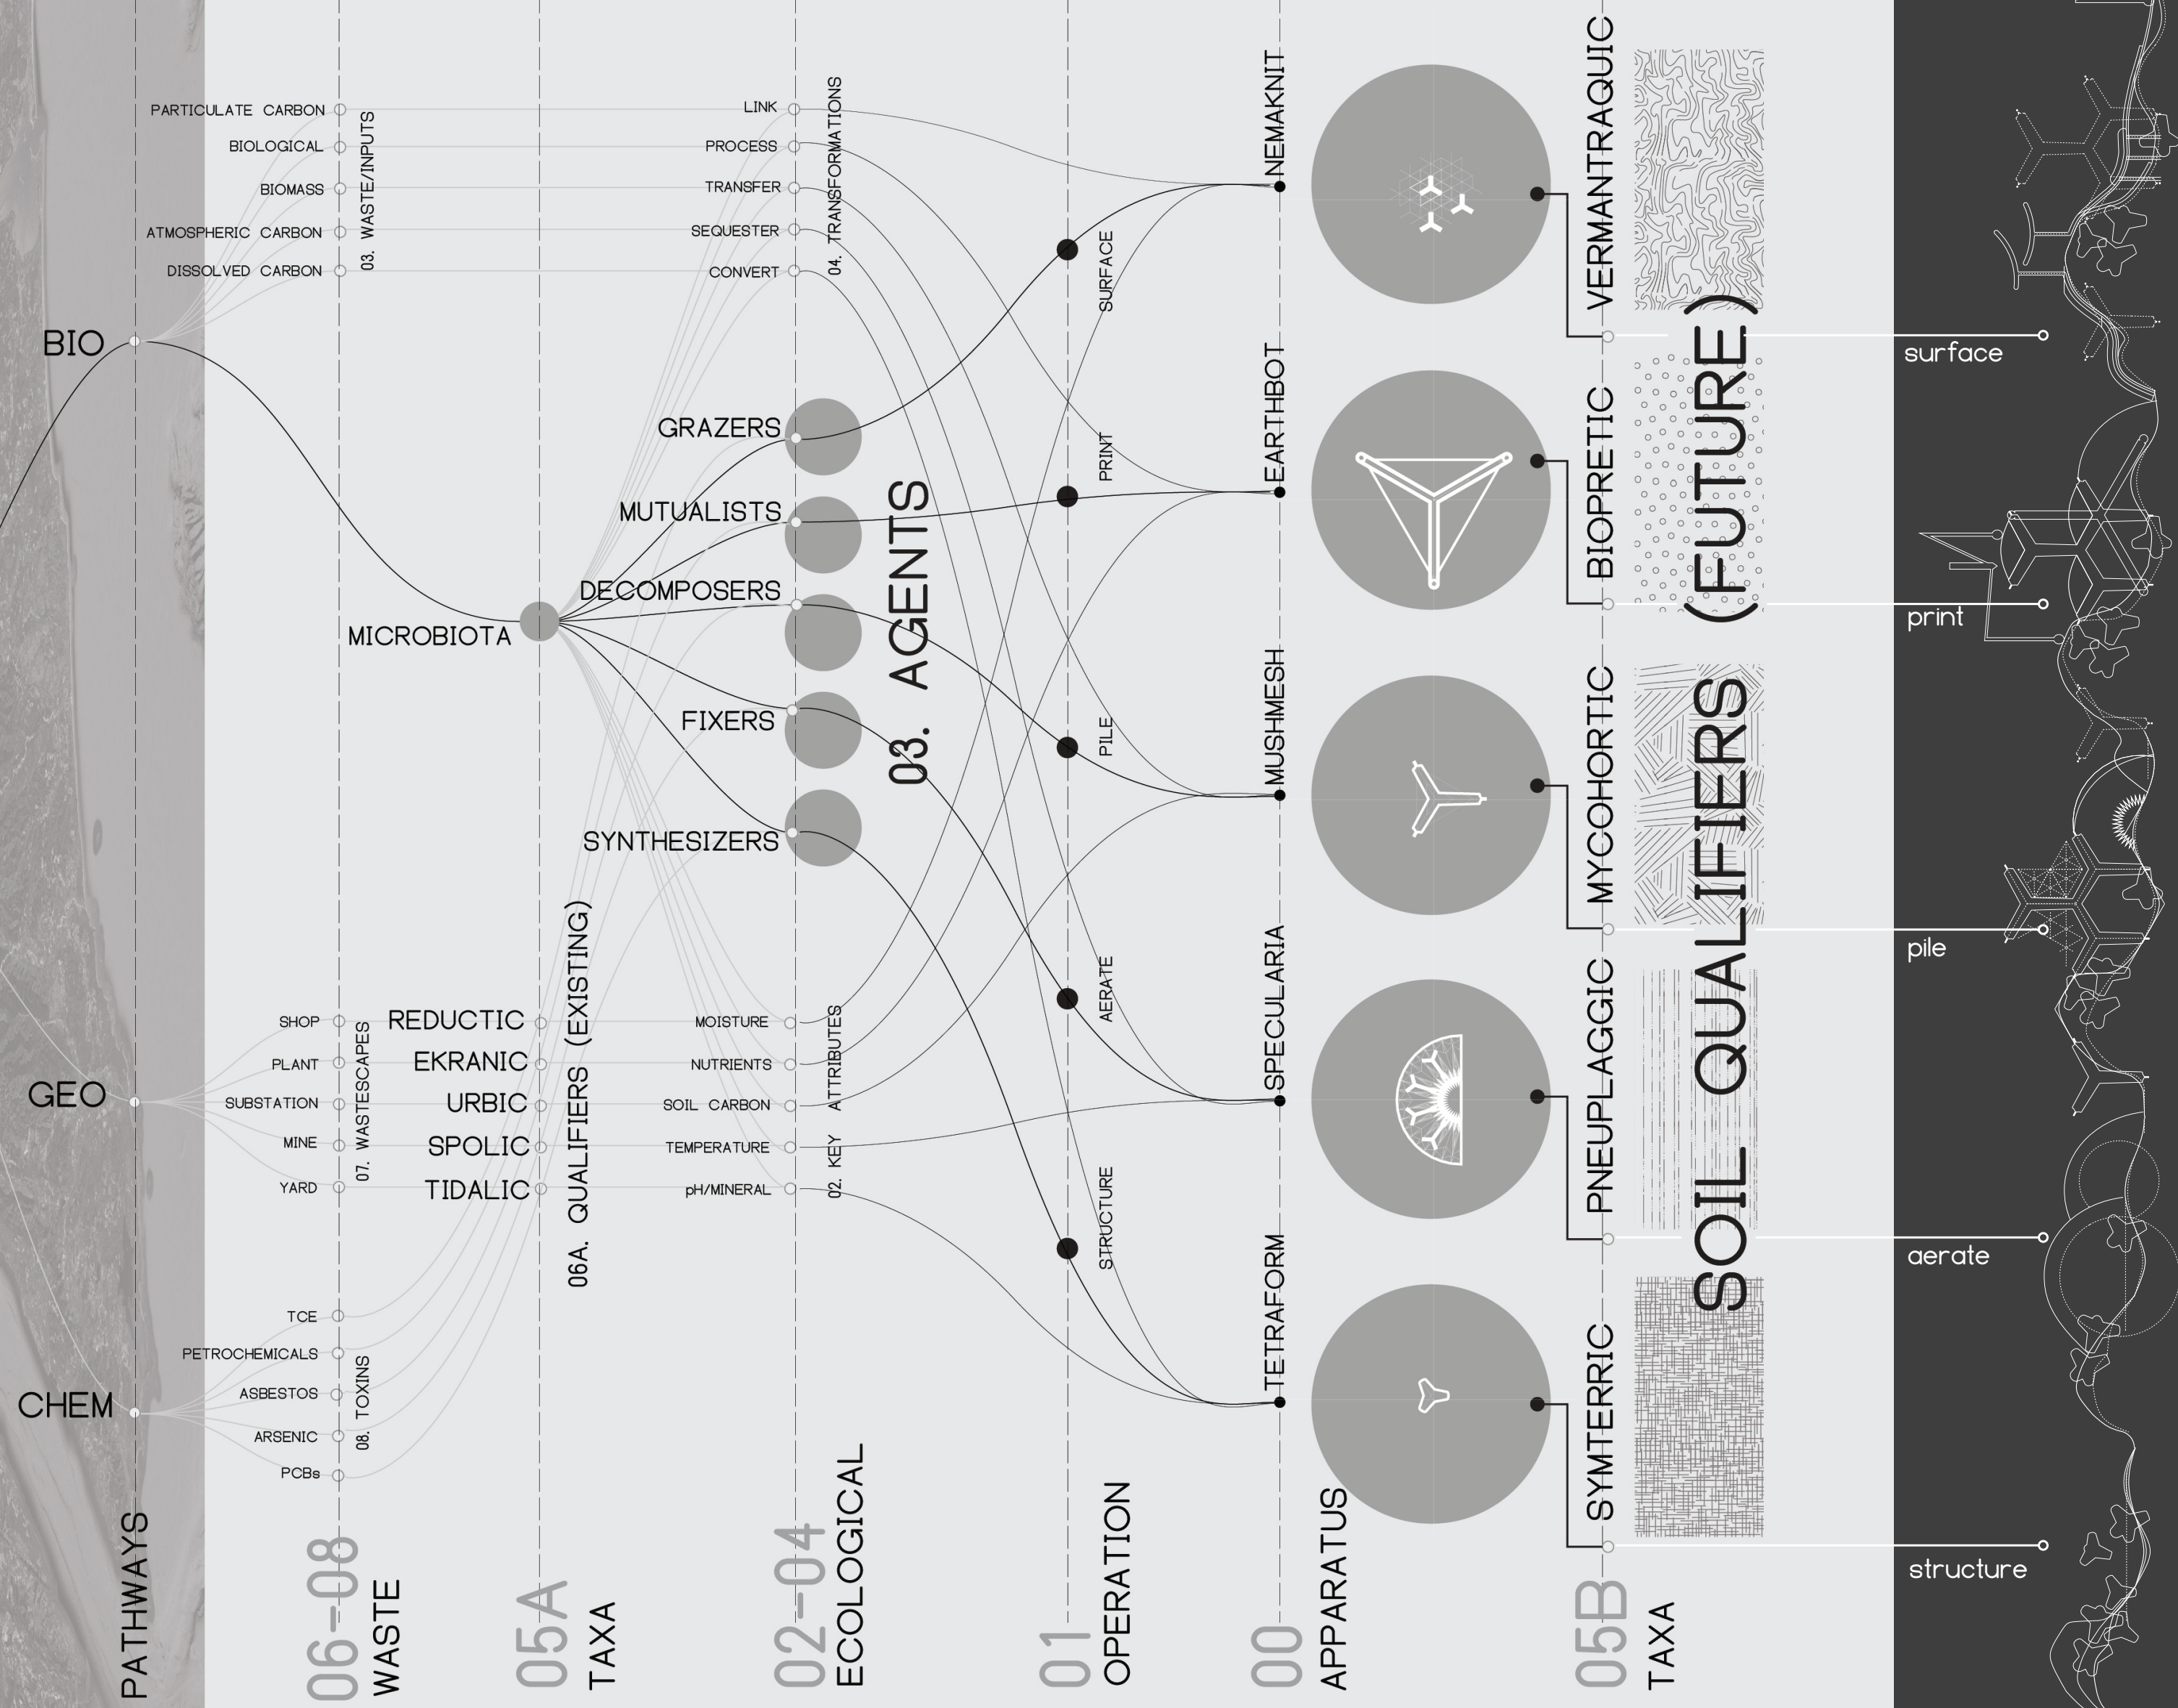 BIO
GEO
CHEM
PATHWAYS
PARTICULATE CARBON
BIOLOGICAL
BIOMASS
ATMOSPHERIC CARBON
DISSOLVED CARBON
03. WASTE/INPUTS
SHOP
PLANT
SUBSTATION
MINE
YARD
07. WASTESCAPES
TCE
PETROCHEMICALS
ASBESTOS
ARSENIC
PCBs
08. TOXINS
06-08
WASTE
MICROBIOTA
REDUCTIC
EKRANIC
URBIC
SPOLIC
TIDALIC
06A. QUALIFIERS (EXISTING)
05A
TAXA
LINK
PROCESS
TRANSFER
SEQUESTER
CONVERT
04. TRANSFORMATIONS
GRAZERS
MUTUALISTS
DECOMPOSERS
FIXERS
SYNTHESIZERS
03. AGENTS
MOISTURE
NUTRIENTS
SOIL CARBON
TEMPERATURE
pH/MINERAL
02. KEY ATTRIBUTES
02-04
ECOLOGICAL
SURFACE
PRINT
PILE
AERATE
STRUCTURE
01
OPERATION
NEMAKNIT
EARTHBOT
MUSHMESH
SPECULARIA
TETRAFORM
00
APPARATUS
VERMANTRAQUIC
BIOPRETIC
MYCOHORTIC
PNEUPLAGGIC
SYMTERRIC
05B
TAXA
SOIL QUALIFIERS (FUTURE)
surface
print
pile
aerate
structure